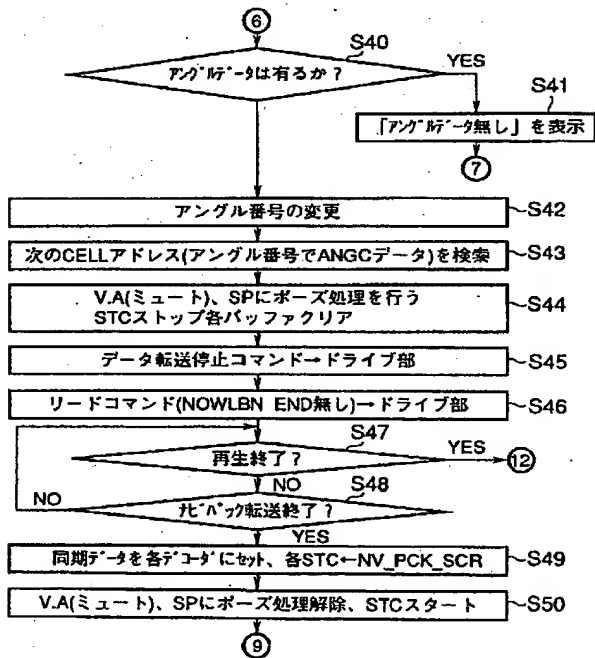 ⑥
S40
アングルデータは有るか？
YES
S41
「アングルデータ無し」を表示
⑦
アングル番号の変更
S42
次のCELLアドレス(アングル番号でANGCデータ)を検索
S43
V.A(ミュート)、SPにポーズ処理を行う
STCストップ各バッファクリア
S44
データ転送停止コマンド→ドライブ部
S45
リードコマンド(NOWLBN END無し)→ドライブ部
S46
S47
再生終了？
YES
⑫
NO
NO
S48
ナビパック転送終了？
YES
同期データを各デコーダにセット、各STC←NV_PCK_SCR
S49
V.A(ミュート)、SPにポーズ処理解除、STCスタート
S50
⑨